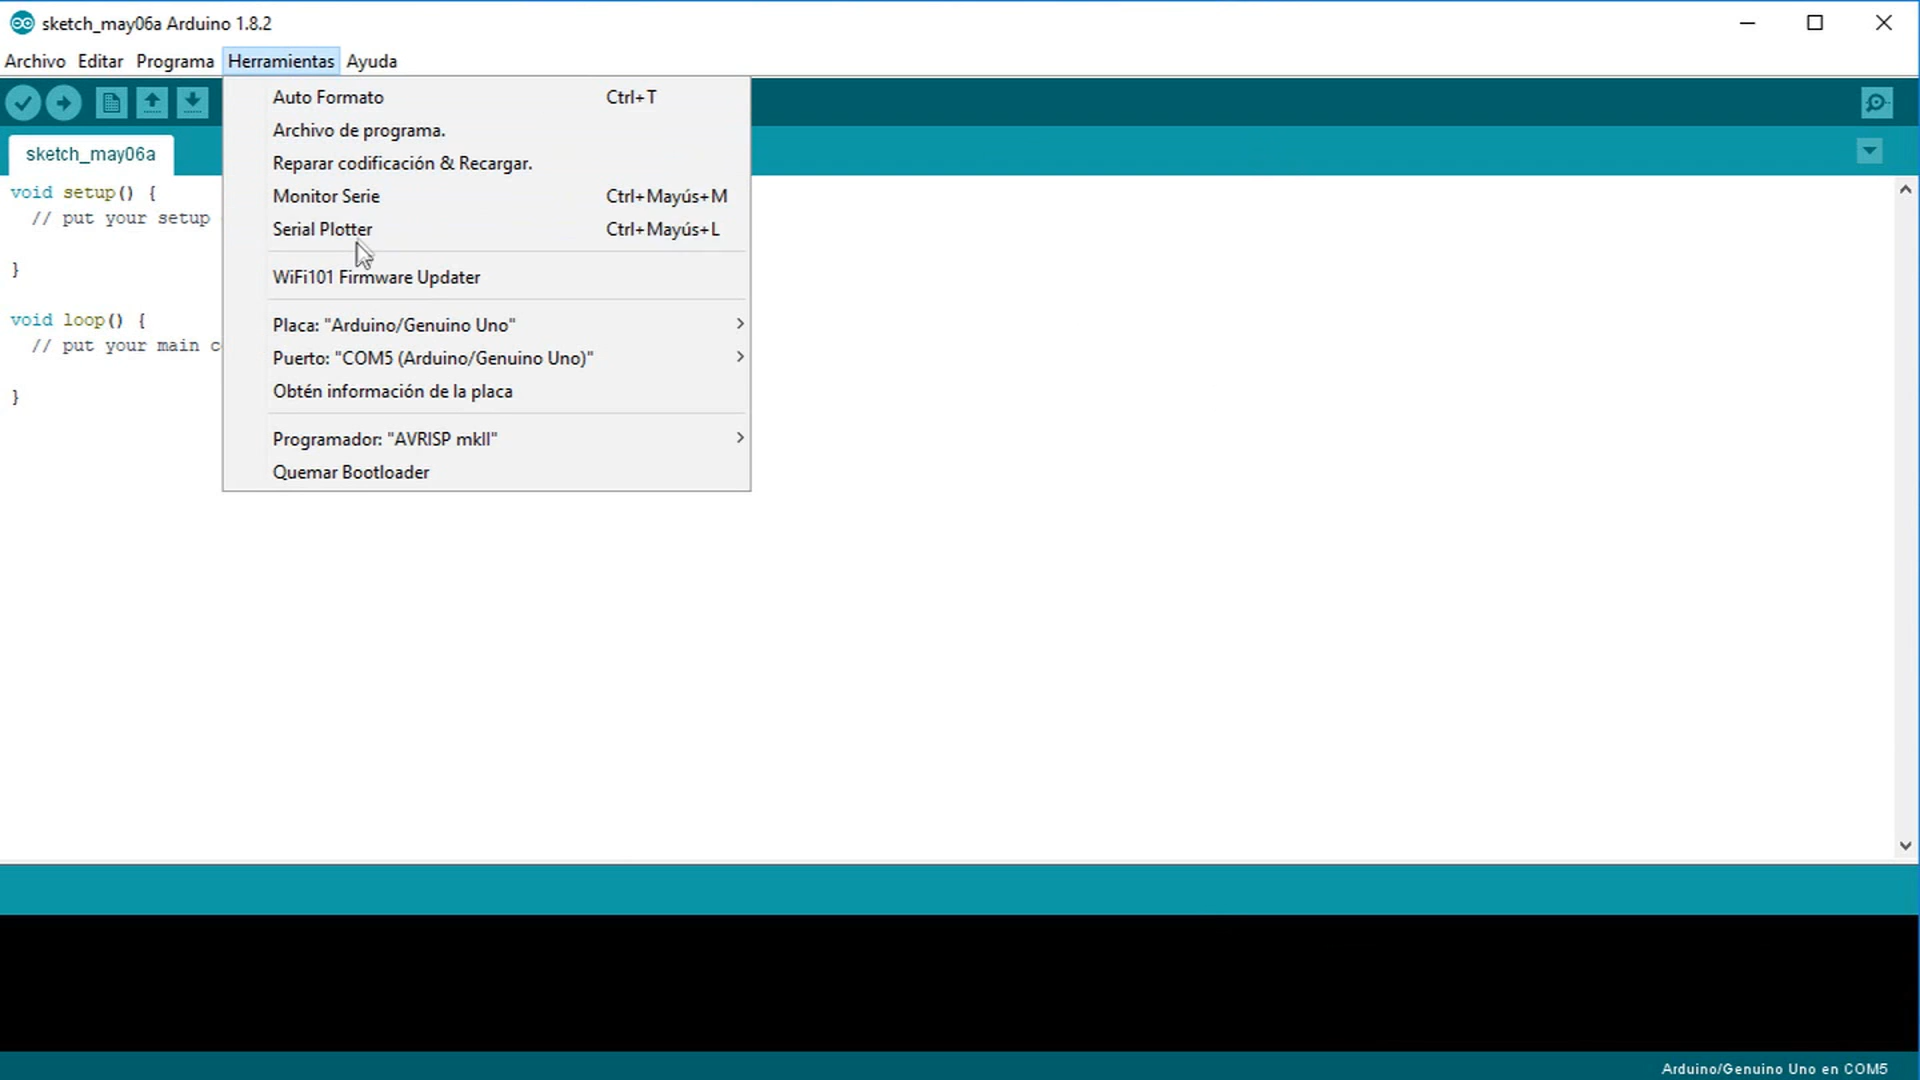 sketch_may06a Arduino 1.8.2
Archivo Editar Programa Herramientas Ayuda
Auto Formato Ctrl+T
Archivo de programa.
Reparar codificación & Recargar.
Monitor Serie Ctrl+Mayús+M
Serial Plotter Ctrl+Mayús+L
WiFi101 Firmware Updater
Placa: "Arduino/Genuino Uno"
Puerto: "COM5 (Arduino/Genuino Uno)"
Obtén información de la placa
Programador: "AVRISP mkII"
Quemar Bootloader
sketch_may06a
void setup() {
// put your setup
}
void loop() {
// put your main c
}
Arduino/Genuino Uno en COM5